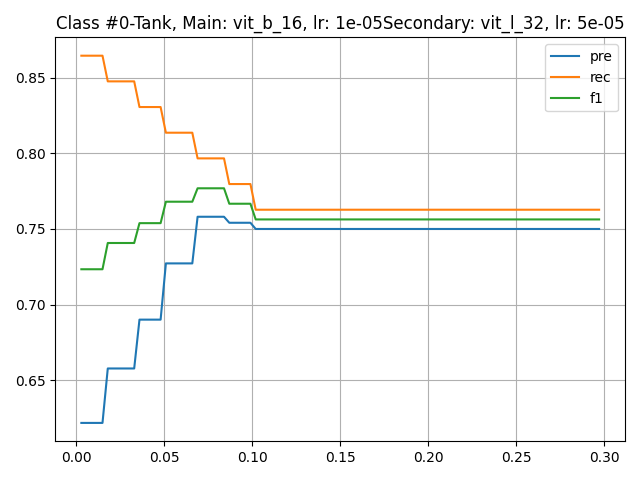 Class #0-Tank, Main: vit_b_16, lr: 1e-05Secondary: vit_l_32, lr: 5e-05
pre
rec
f1
0.85
0.80
0.75
0.70
0.65
0.00 0.05 0.10 0.15 0.20 0.25 0.30